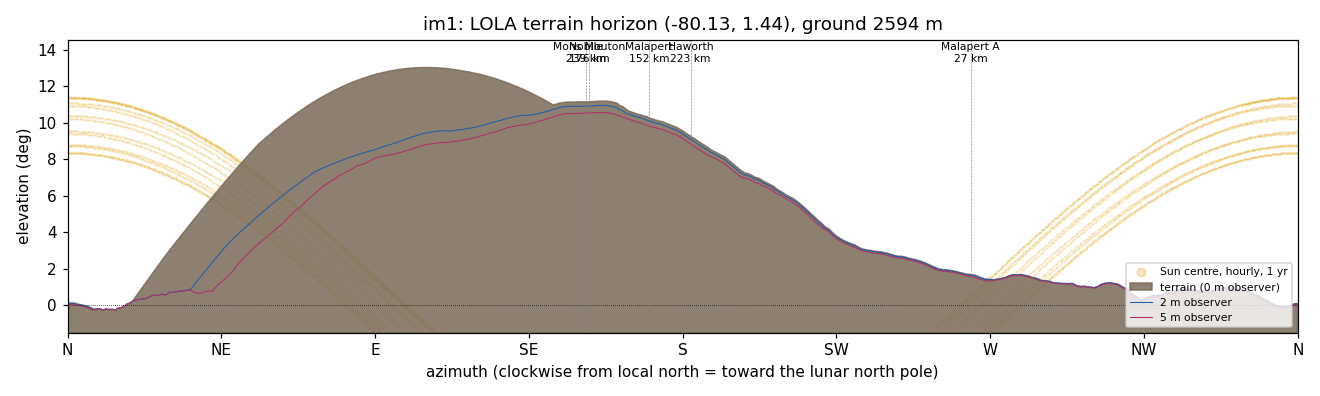 im1: LOLA terrain horizon (-80.13, 1.44), ground 2594 m
Mons Mouton
Malapert
Haworth
Malapert A
152 km
223 km
27 km
14
12
10
8
6
4
2
0
elevation (deg)
Sun centre, hourly, 1 yr
terrain (0 m observer)
2 m observer
5 m observer
N
NE
E
SE
S
SW
W
NW
N
azimuth (clockwise from local north = toward the lunar north pole)